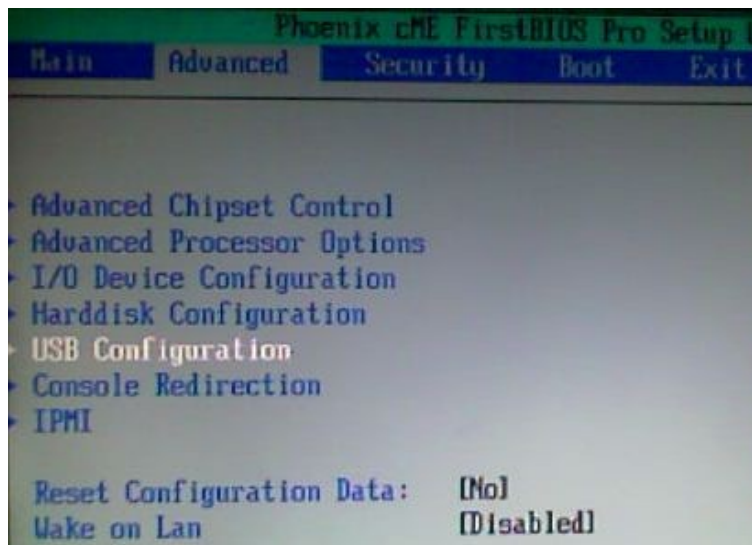 Phoenix cME FirstBIOS Pro Setup
Main Advanced Security Boot Exit
Advanced Chipset Control
Advanced Processor Options
I/O Device Configuration
Harddisk Configuration
USB Configuration
Console Redirection
IPMI
Reset Configuration Data: [No]
Wake on Lan [Disabled]